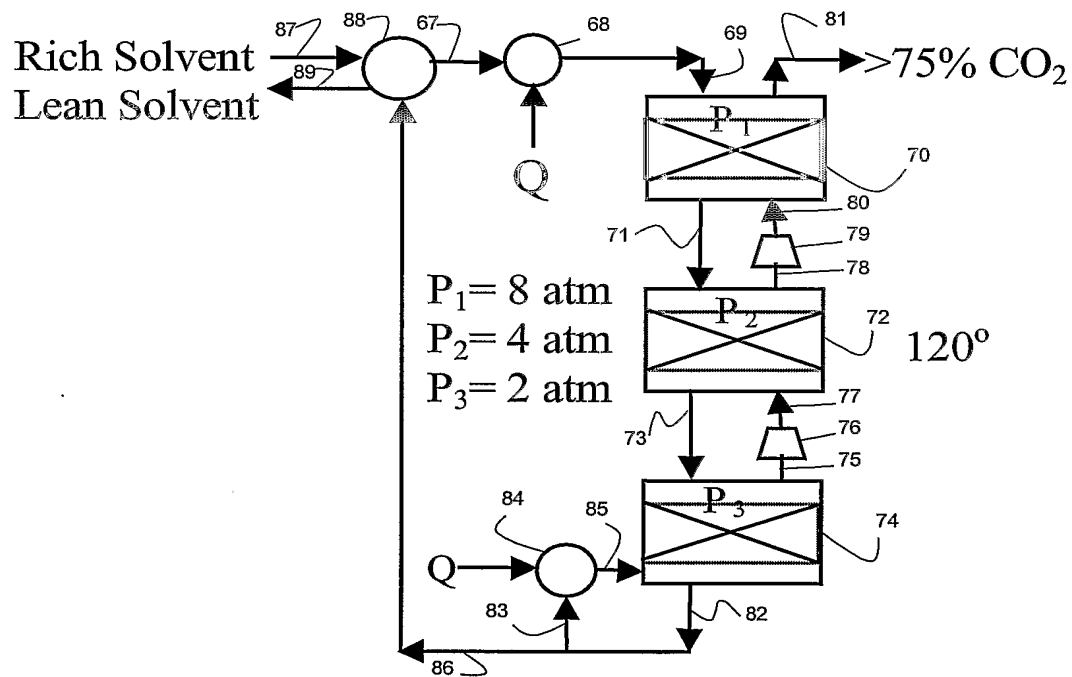 87
88
67
68
81
Rich Solvent
89
Lean Solvent
69
>75% CO₂
P₁
Q
70
80
71
79
78
P₁= 8 atm
P₂= 4 atm
P₃= 2 atm
P₂
72
120º
77
73
76
75
P₃
84
85
74
Q
83
82
86